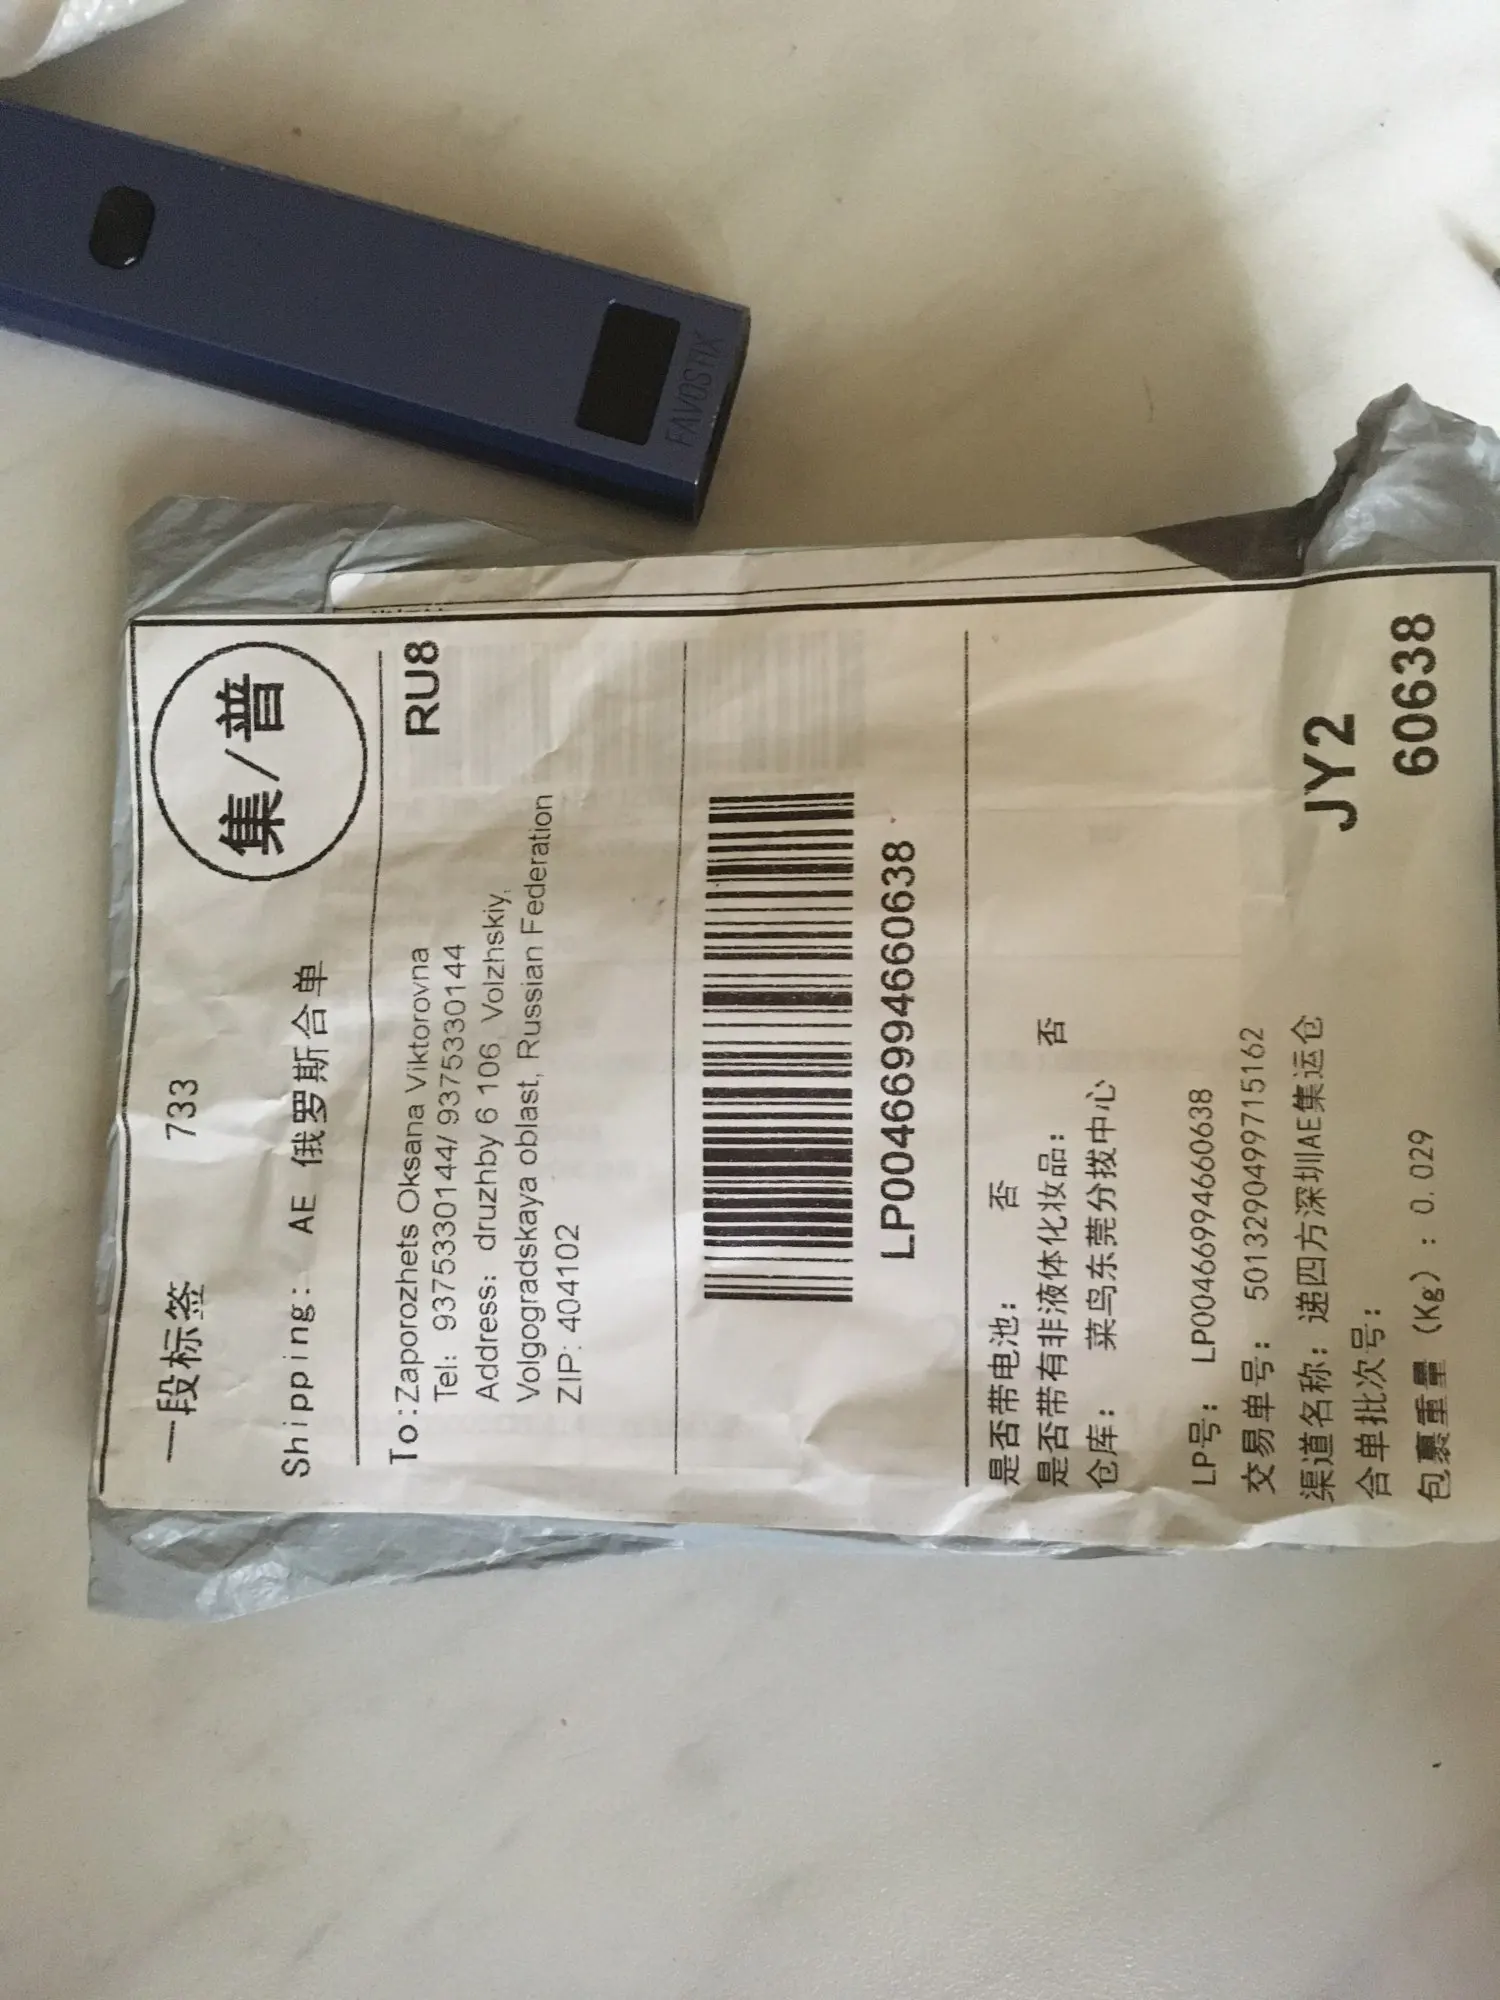 FAVOSTIX
一段标签 733
集/普
Shipping: AE 俄罗斯合单
RU8
To:Zaporozhets Oksana Viktorovna
Tel: 9375330144/ 9375330144
Address: druzhby 6 106, Volzhskiy,
Volgogradskaya oblast, Russian Federation
ZIP: 404102
LP00466994660638
是否带电池: 否
是否带有非液体化妆品: 否
仓库: 菜鸟东莞分拨中心
LP号: LP00466994660638
交易单号: 5013290499715162
渠道名称: 递四方深圳AE集运仓
JY2
合单批次号:
包裹重量 (Kg) : 0.029
60638